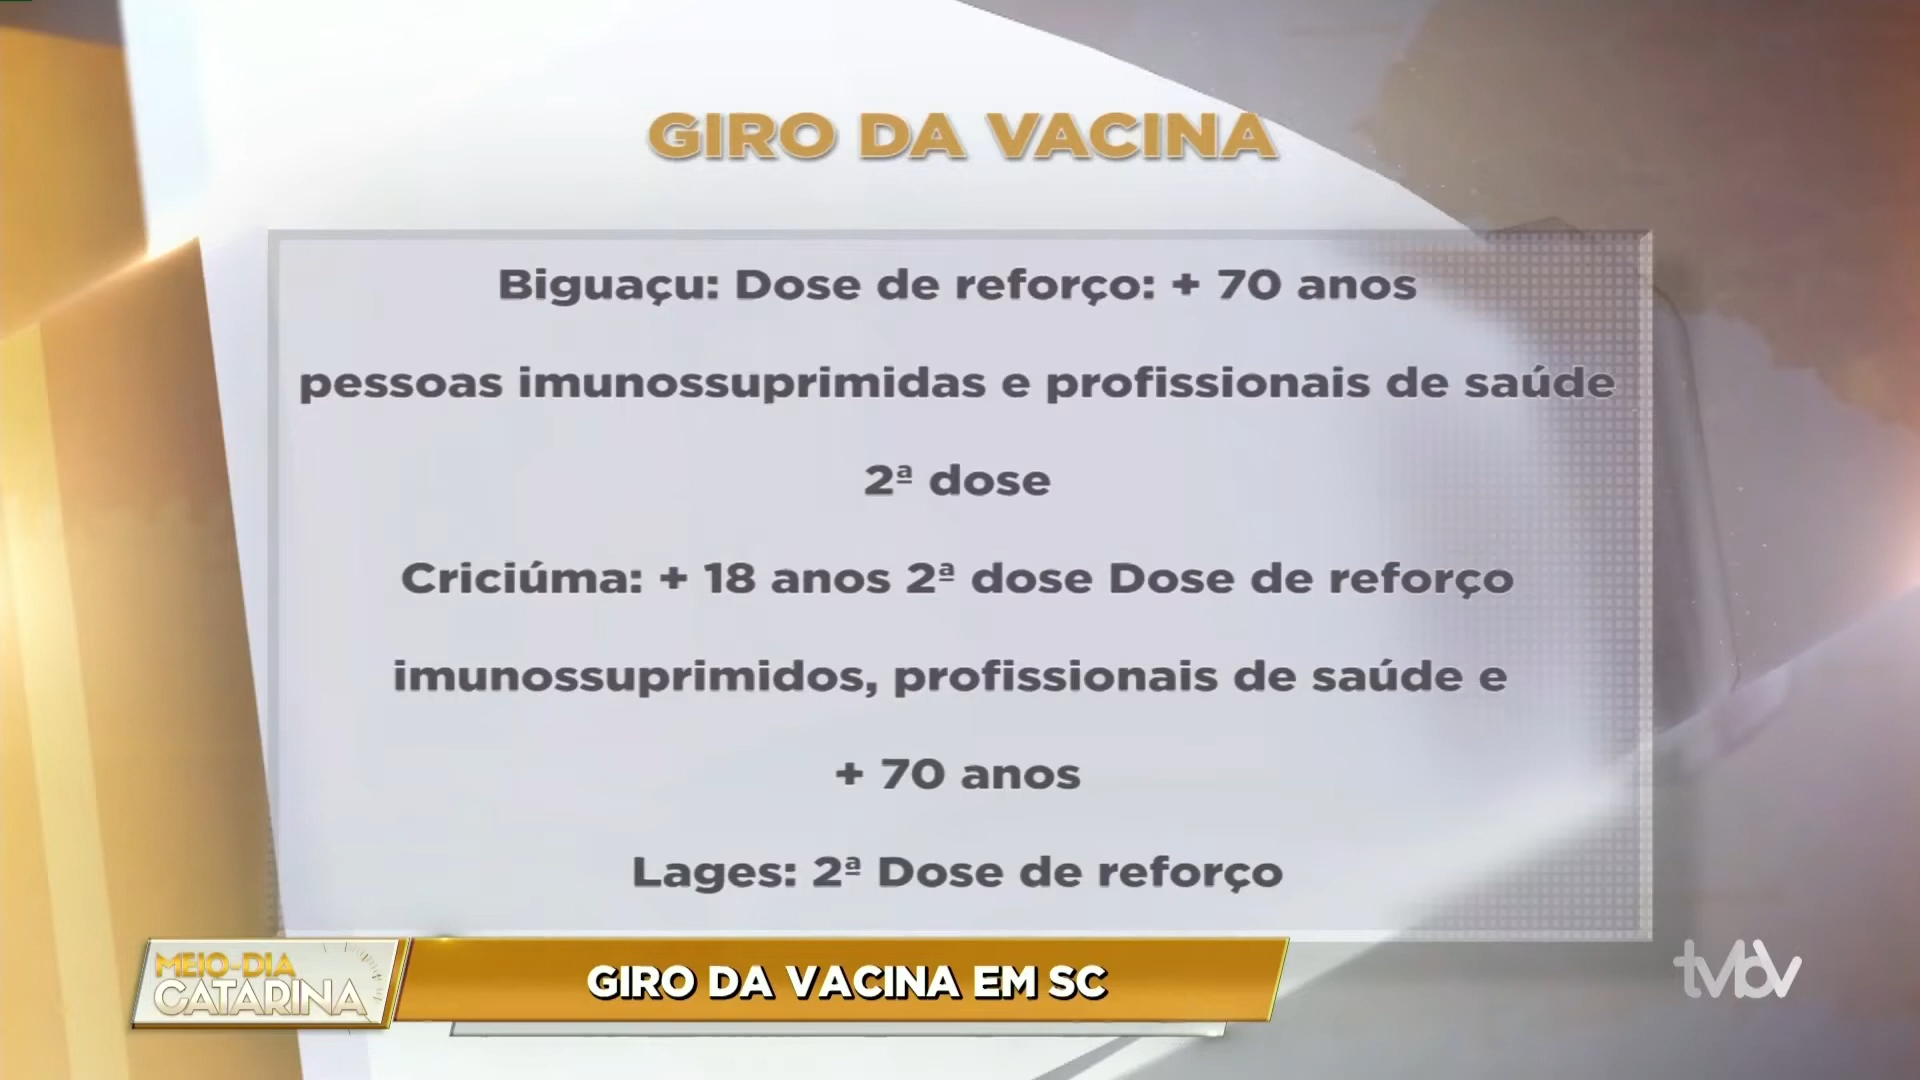 GIRO DA VACINA
Biguaçu: Dose de reforço: + 70 anos
pessoas imunossuprimidas e profissionais de saúde
2ª dose
Criciúma: + 18 anos 2ª dose Dose de reforço
imunossuprimidos, profissionais de saúde e
+ 70 anos
Lages: 2ª Dose de reforço
MEIO-DIA
CATARINA
GIRO DA VACINA EM SC
tvbv